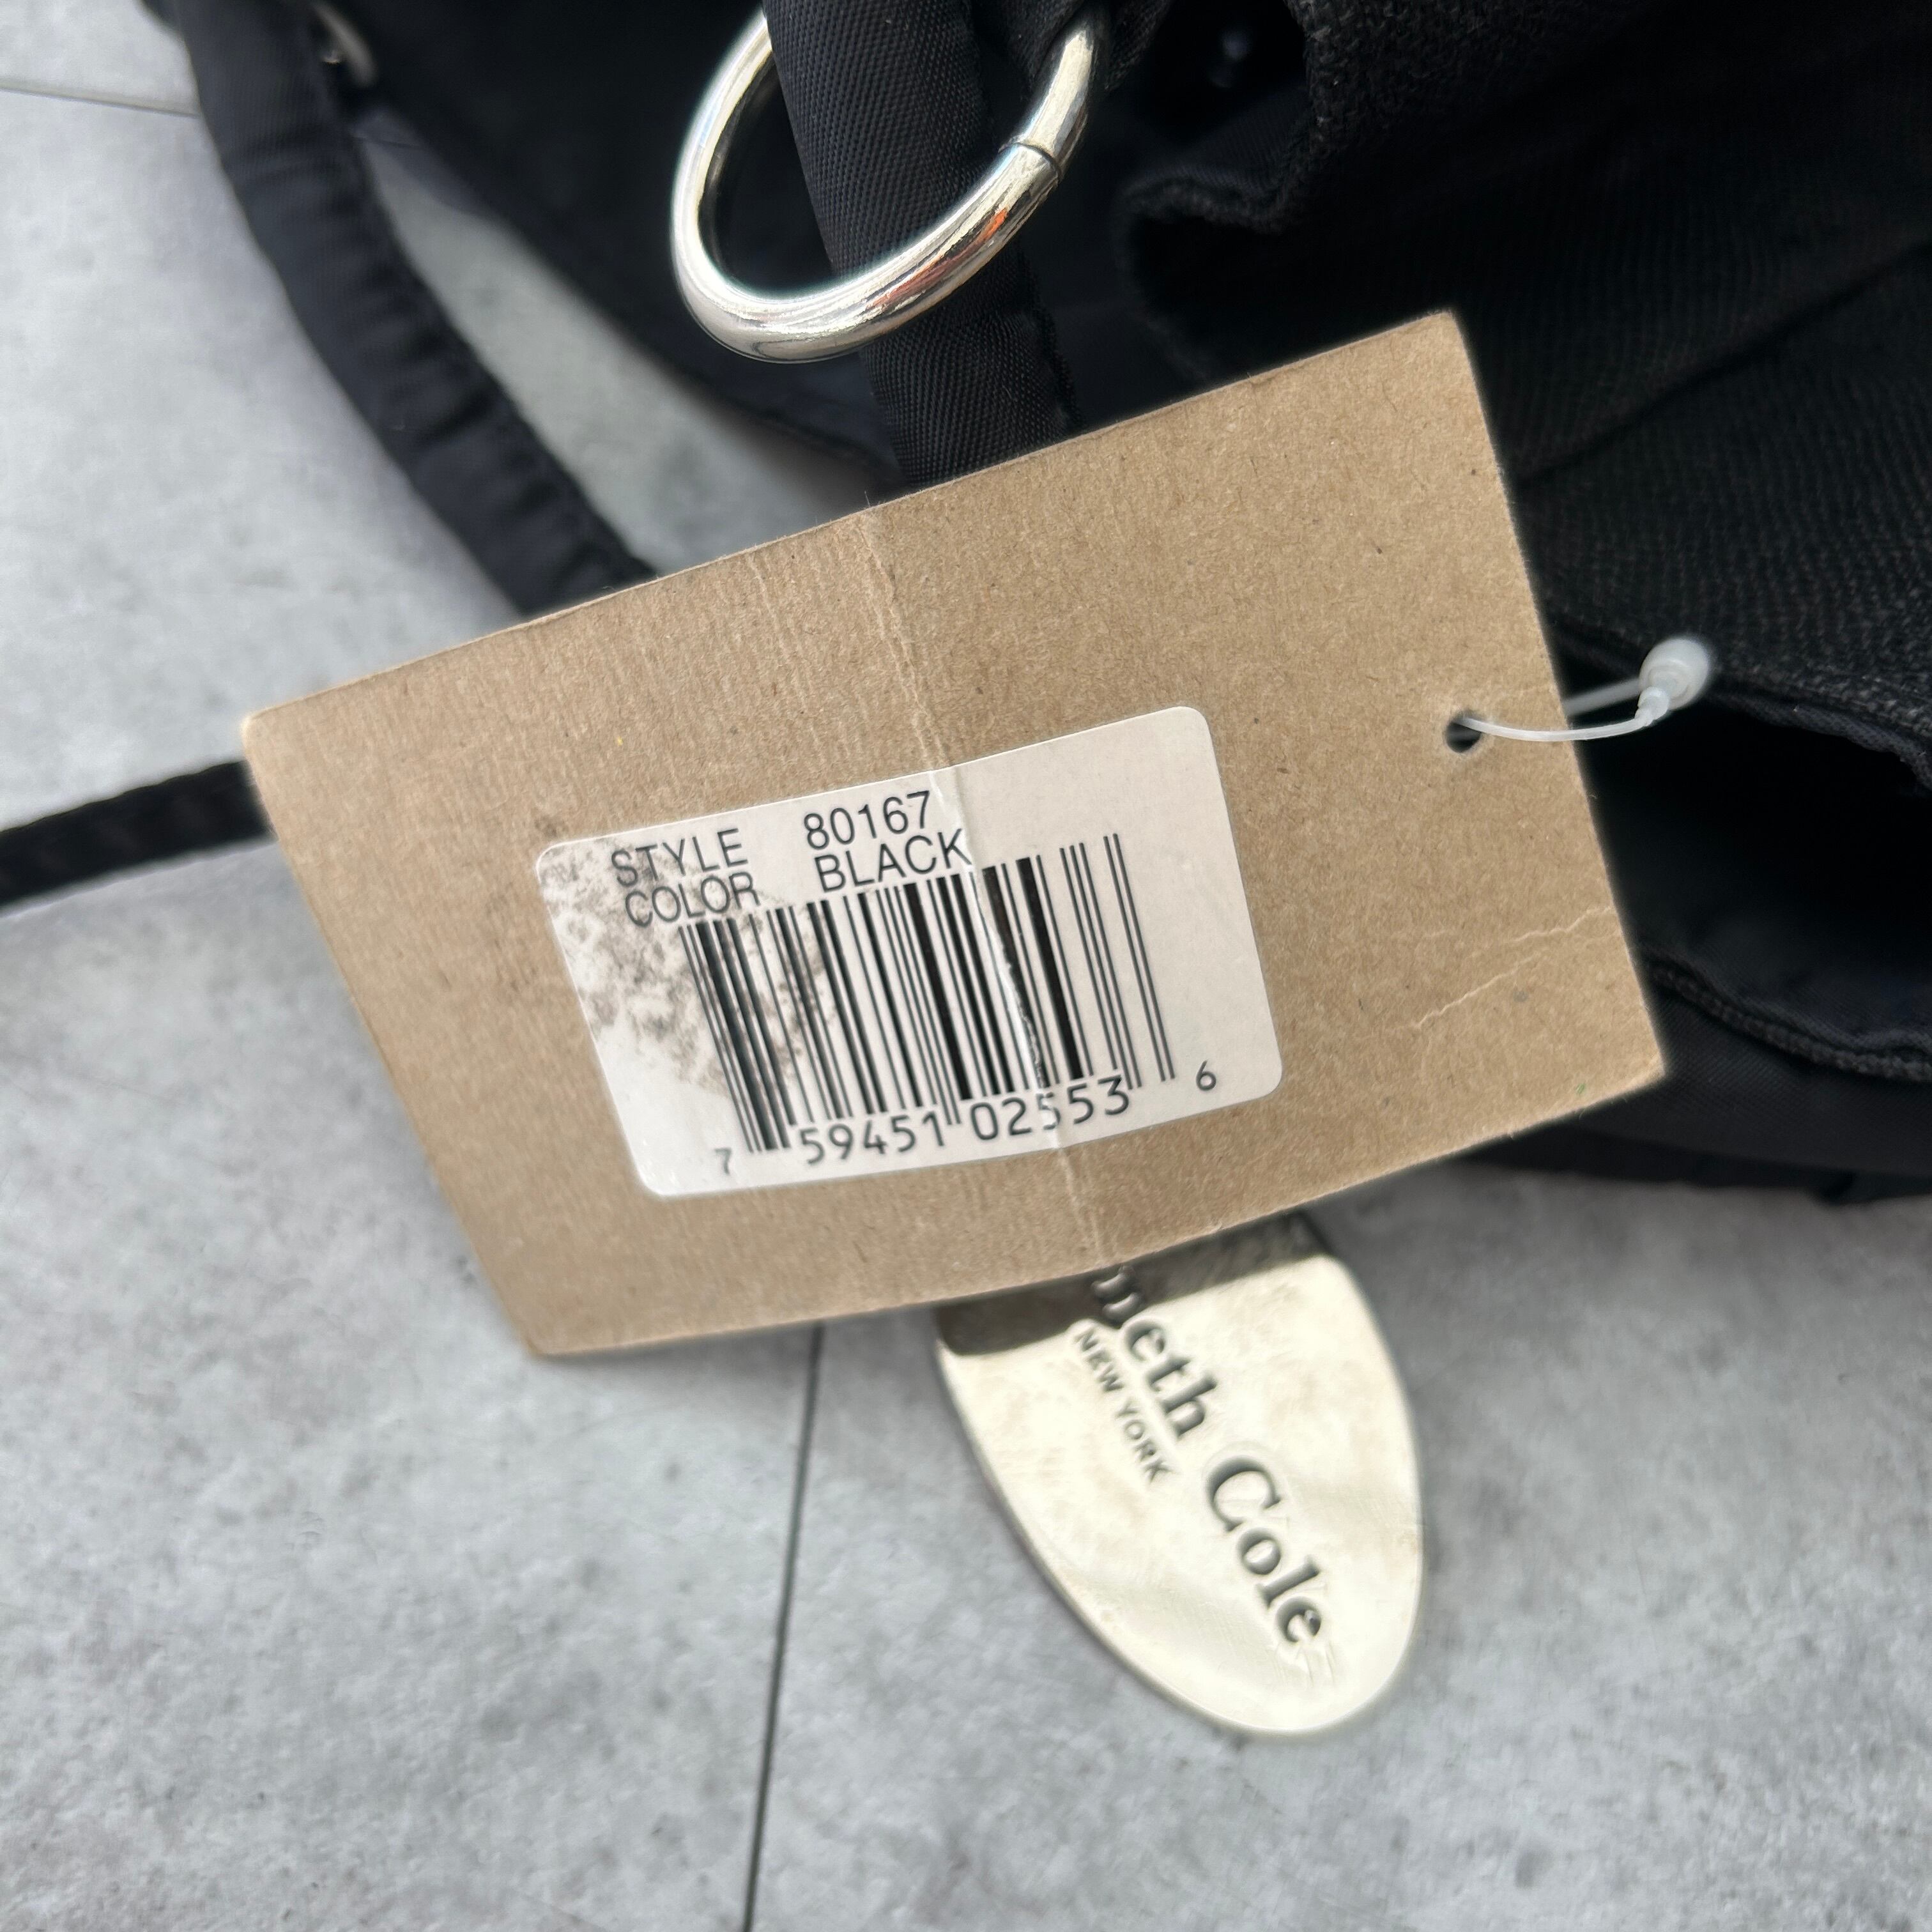 STYLE 80167
COLOR BLACK
7 59451 02553 6
neth Cole
NEW YORK